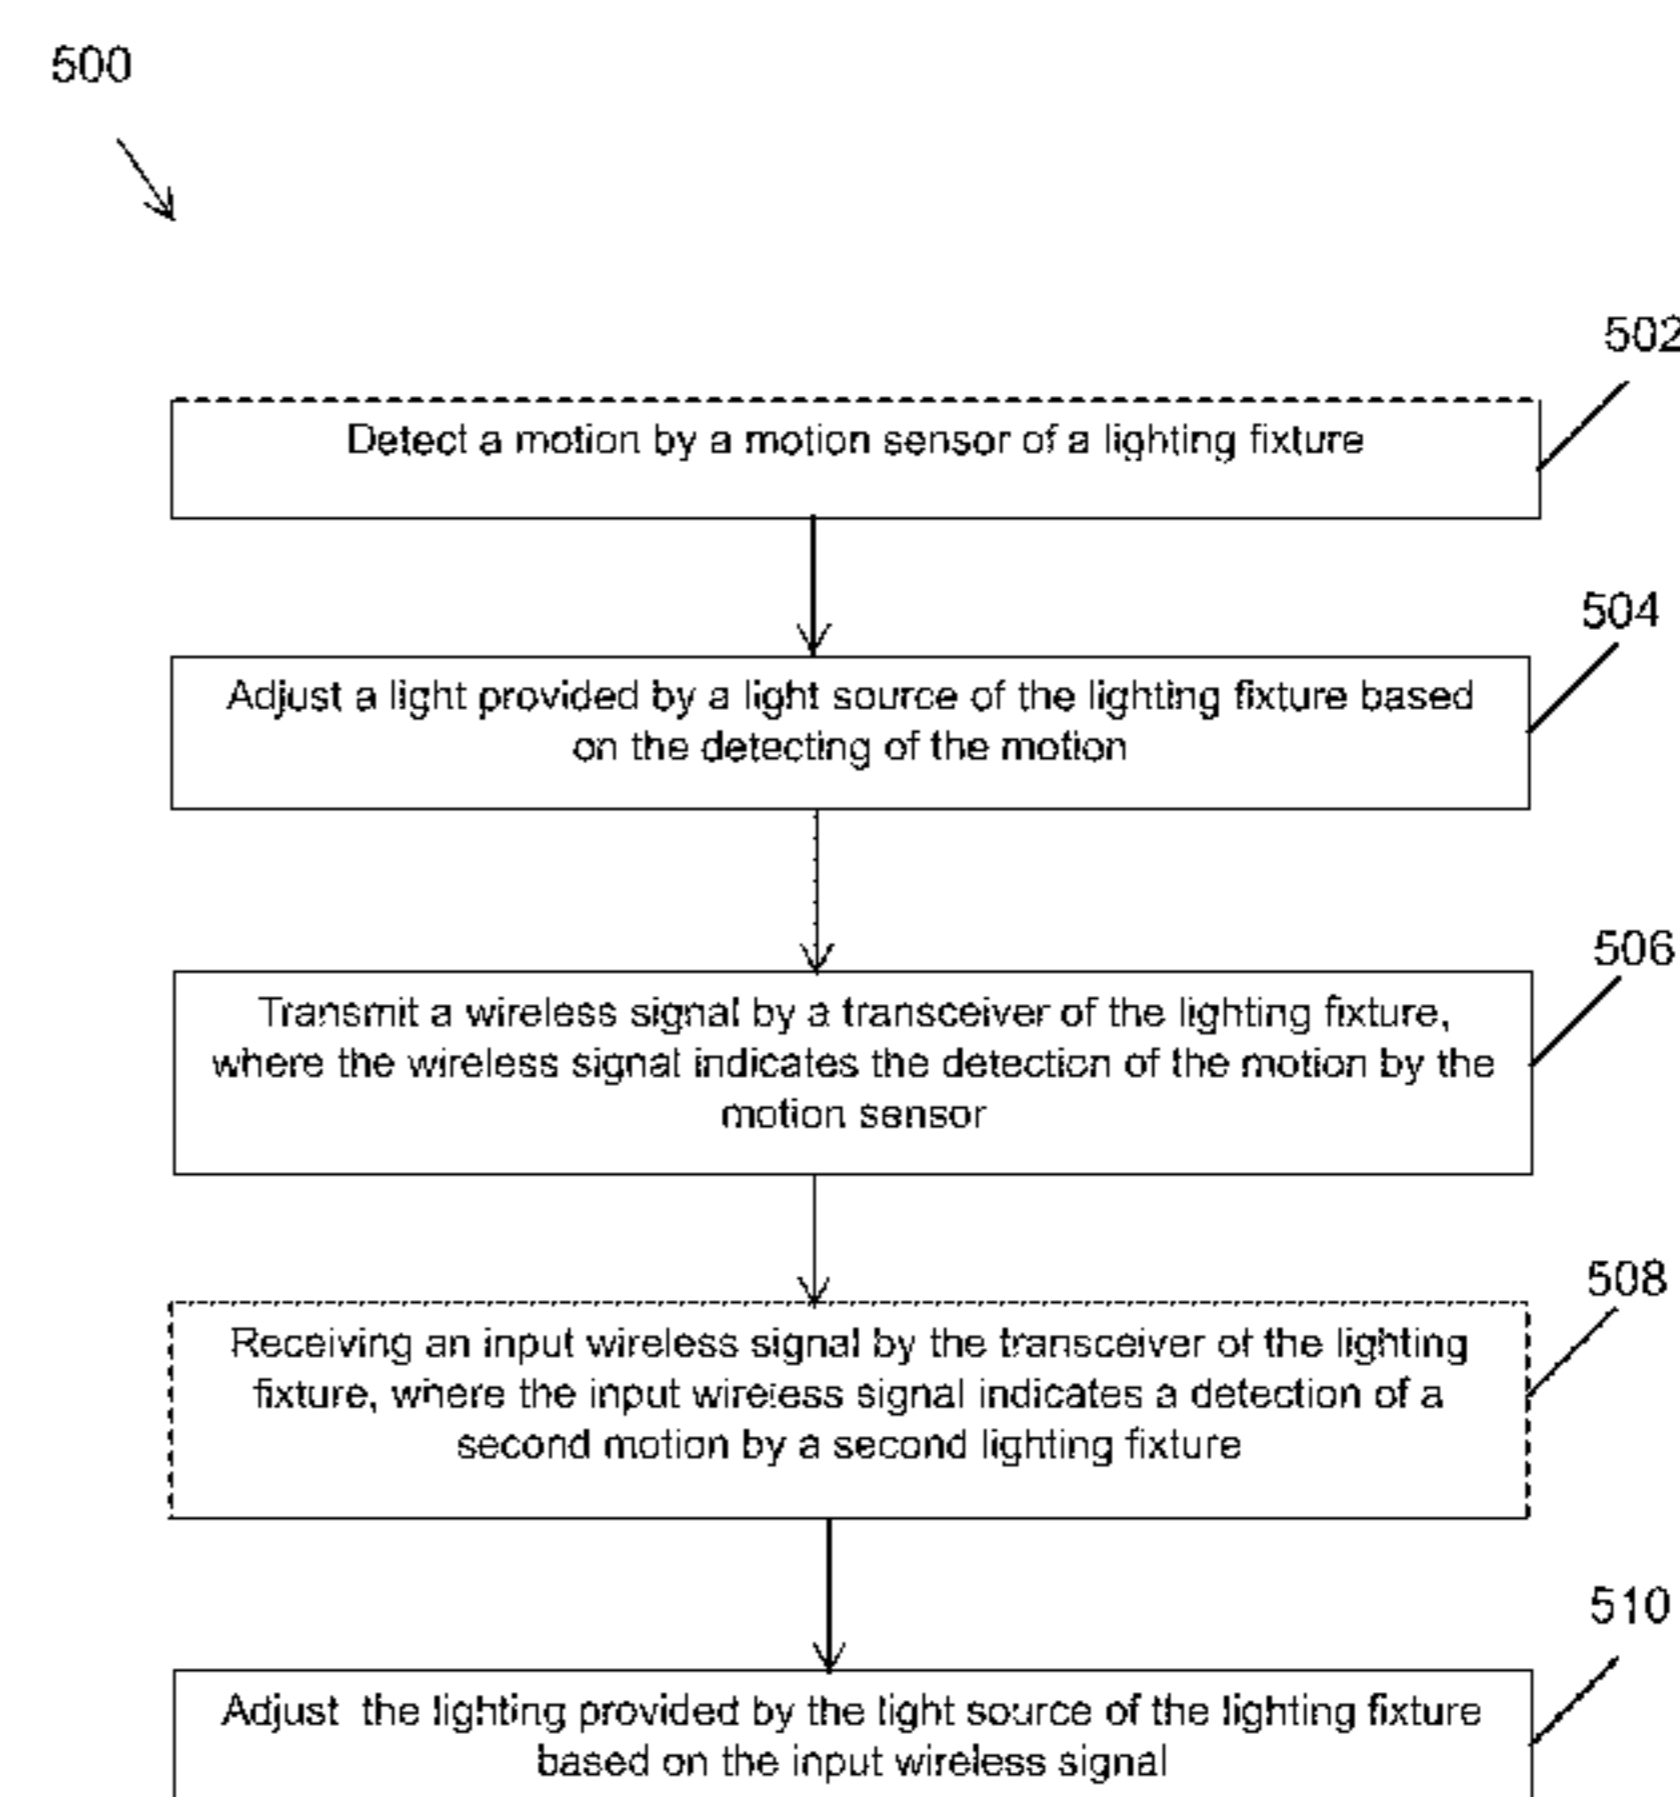 500
502
Detect a motion by a motion sensor of a lighting fixture
504
Adjust a light provided by a light source of the lighting fixture based
on the detecting of the motion
506
Transmit a wireless signal by a transceiver of the lighting fixture,
where the wireless signal indicates the detection of the motion by the
motion sensor
508
Receiving an input wireless signal by the transceiver of the lighting
fixture, where the input wireless signal indicates a detection of a
second motion by a second lighting fixture
510
Adjust the lighting provided by the light source of the lighting fixture
based on the input wireless signal